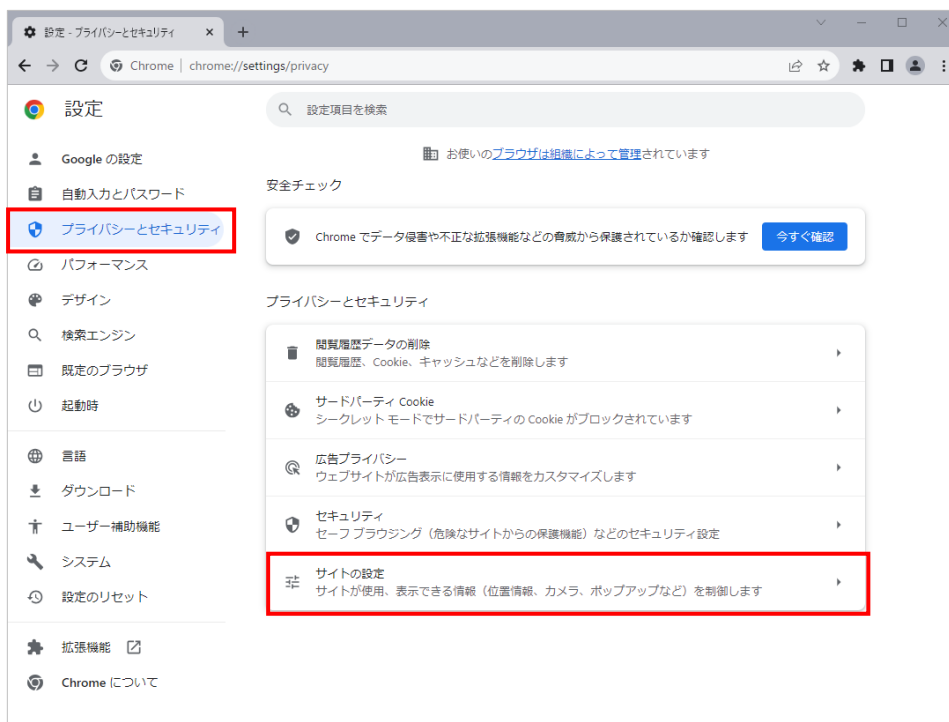 設定 - プライバシーとセキュリティ
Chrome | chrome://settings/privacy
設定
設定項目を検索
Google の設定
自動入力とパスワード
プライバシーとセキュリティ
パフォーマンス
デザイン
検索エンジン
既定のブラウザ
起動時
言語
ダウンロード
ユーザー補助機能
システム
設定のリセット
拡張機能
Chrome について
お使いのブラウザは組織によって管理されています
安全チェック
Chrome でデータ侵害や不正な拡張機能などの脅威から保護されているか確認します
今すぐ確認
プライバシーとセキュリティ
閲覧履歴データの削除
閲覧履歴、Cookie、キャッシュなどを削除します
サードパーティ Cookie
シークレット モードでサードパーティの Cookie がブロックされています
広告プライバシー
ウェブサイトが広告表示に使用する情報をカスタマイズします
セキュリティ
セーフ ブラウジング（危険なサイトからの保護機能）などのセキュリティ設定
サイトの設定
サイトが使用、表示できる情報（位置情報、カメラ、ポップアップなど）を制御します